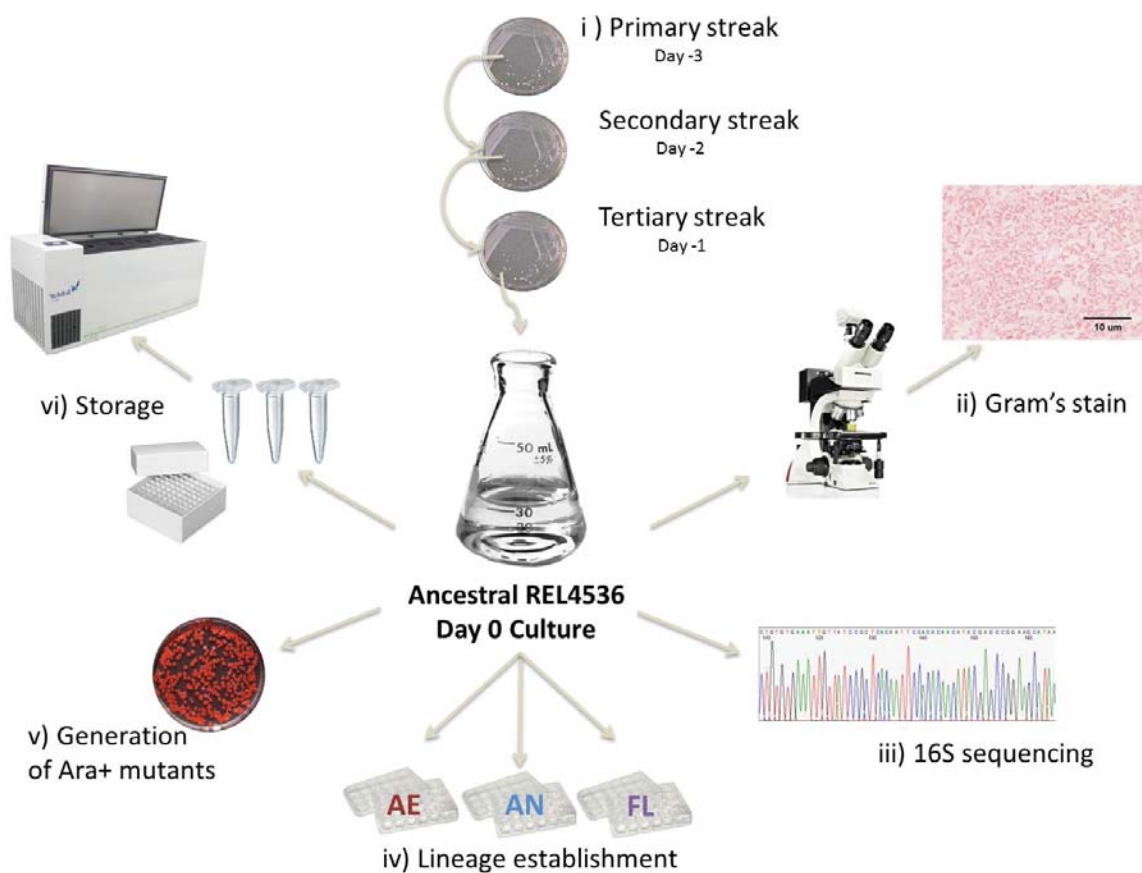 i ) Primary streak
Day -3
Secondary streak
Day -2
Tertiary streak
Day -1
10 um
ii) Gram's stain
vi) Storage
50 mL
±5%
30
Ancestral REL4536
Day 0 Culture
v) Generation
of Ara+ mutants
iii) 16S sequencing
AE
AN
FL
iv) Lineage establishment